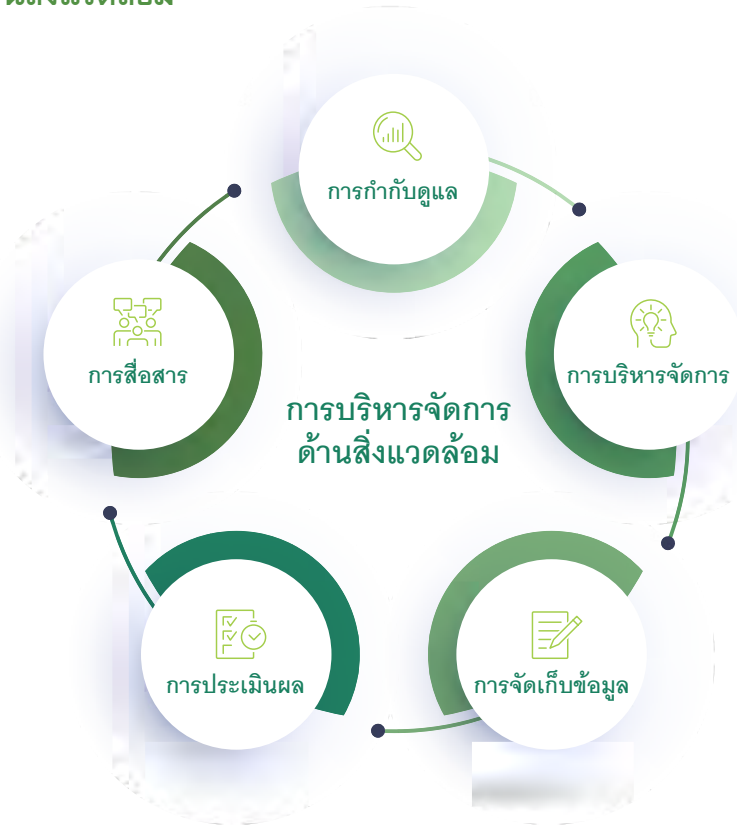 การกำกับดูแล
การบริหารจัดการ
การจัดเก็บข้อมูล
การประเมินผล
การสื่อสาร
การบริหารจัดการ
ด้านสิ่งแวดล้อม